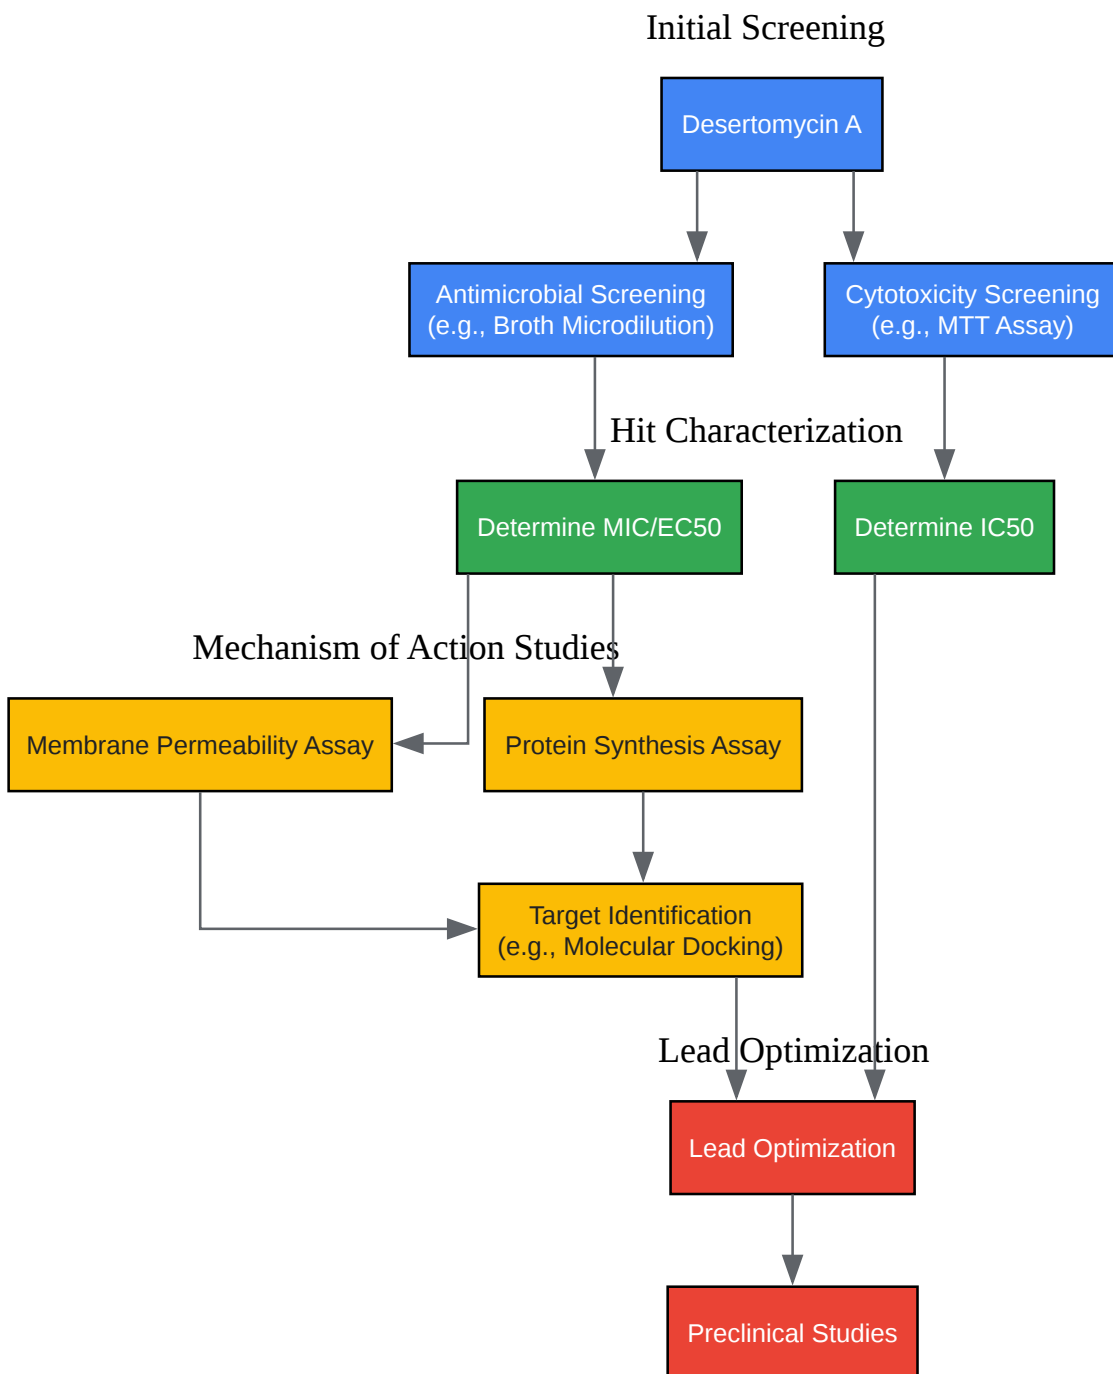 Initial Screening
Desertomycin A
Antimicrobial Screening
(e.g., Broth Microdilution)
Cytotoxicity Screening
(e.g., MTT Assay)
Hit Characterization
Determine MIC/EC50
Determine IC50
Mechanism of Action Studies
Membrane Permeability Assay
Protein Synthesis Assay
Target Identification
(e.g., Molecular Docking)
Lead Optimization
Lead Optimization
Preclinical Studies